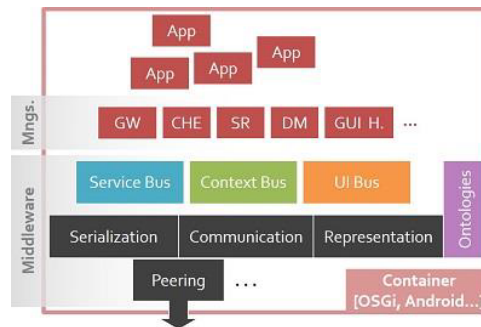 App
App
App
App
Mngs.
GW CHE SR DM GUI H. ...
Middleware
Service Bus Context Bus UI Bus
Ontologies
Serialization Communication Representation
Peering ...
Container
[OSGi, Android...]